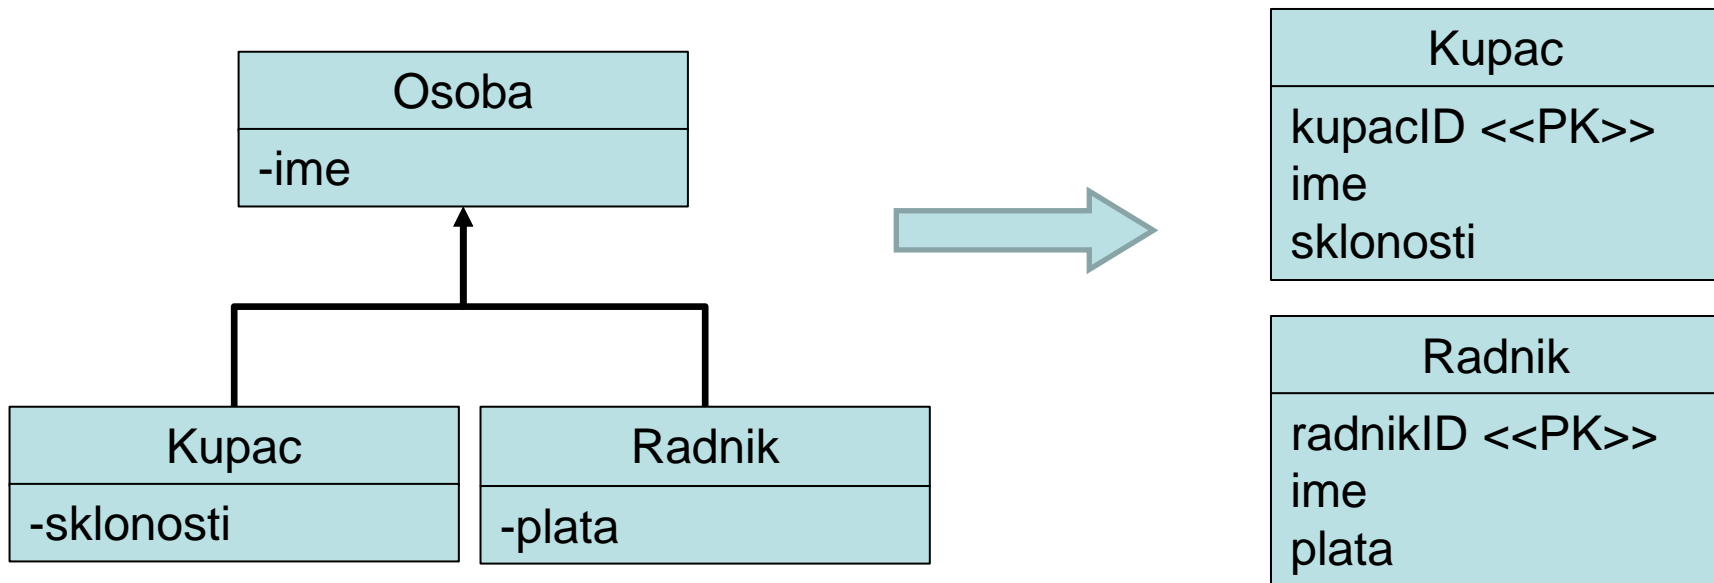 Osoba
-ime
Kupac
-sklonosti
Radnik
-plata
Kupac
kupacID <<PK>>
ime
sklonosti
Radnik
radnikID <<PK>>
ime
plata